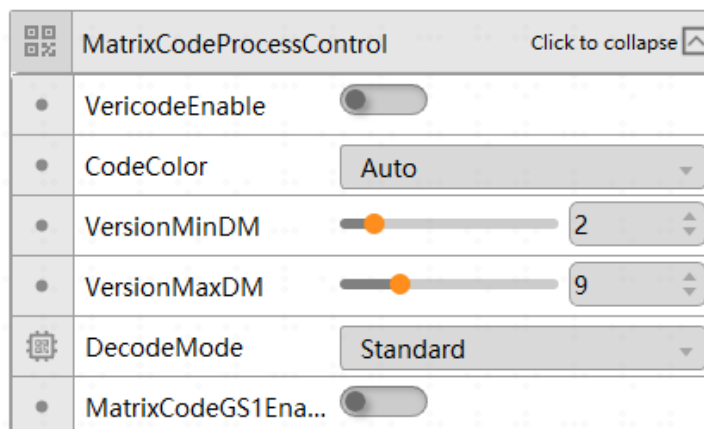 MatrixCodeProcessControl Click to collapse
VericodeEnable
CodeColor Auto
VersionMinDM 2
VersionMaxDM 9
DecodeMode Standard
MatrixCodeGS1Ena...